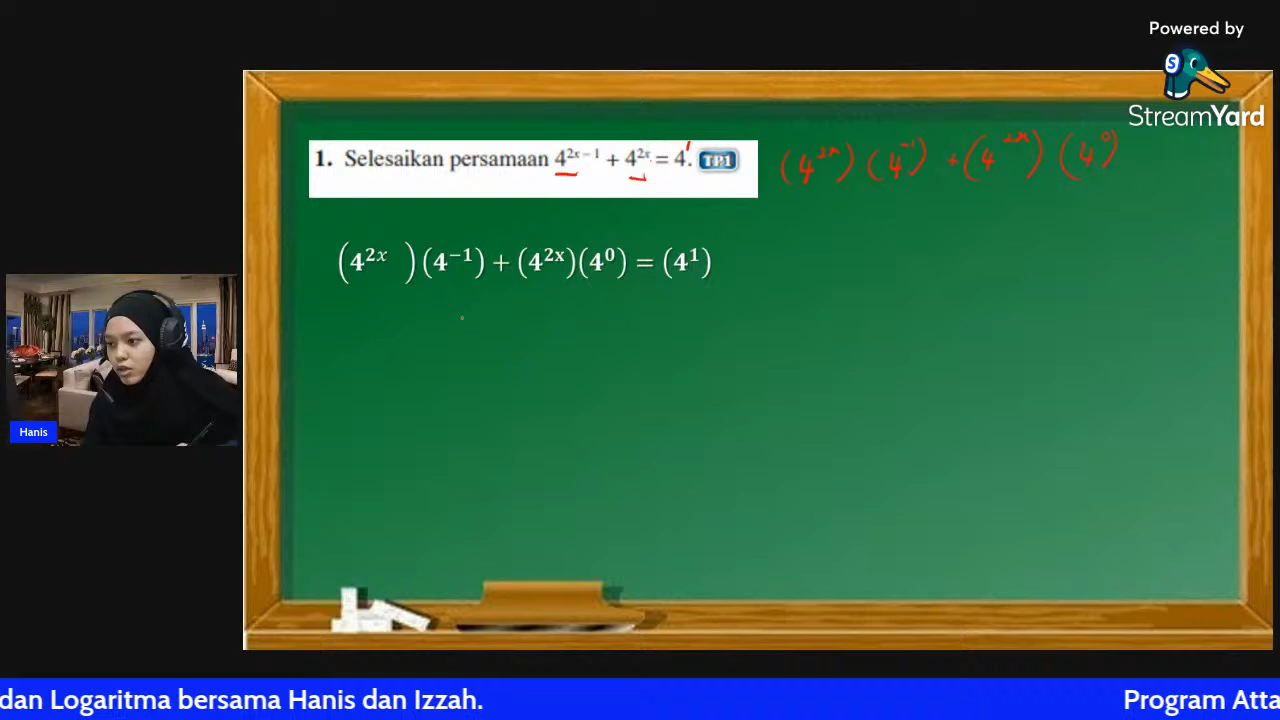 Powered by
StreamYard
1. Selesaikan persamaan 4^{2x-1} + 4^{2x} = 4^1. TP1
(4^{2x}) (4^{-1}) + (4^{2x}) (4^0)
(4^{2x}) (4^{-1}) + (4^{2x})(4^0) = (4^1)
Hanis
dan Logaritma bersama Hanis dan Izzah.
Program Atta